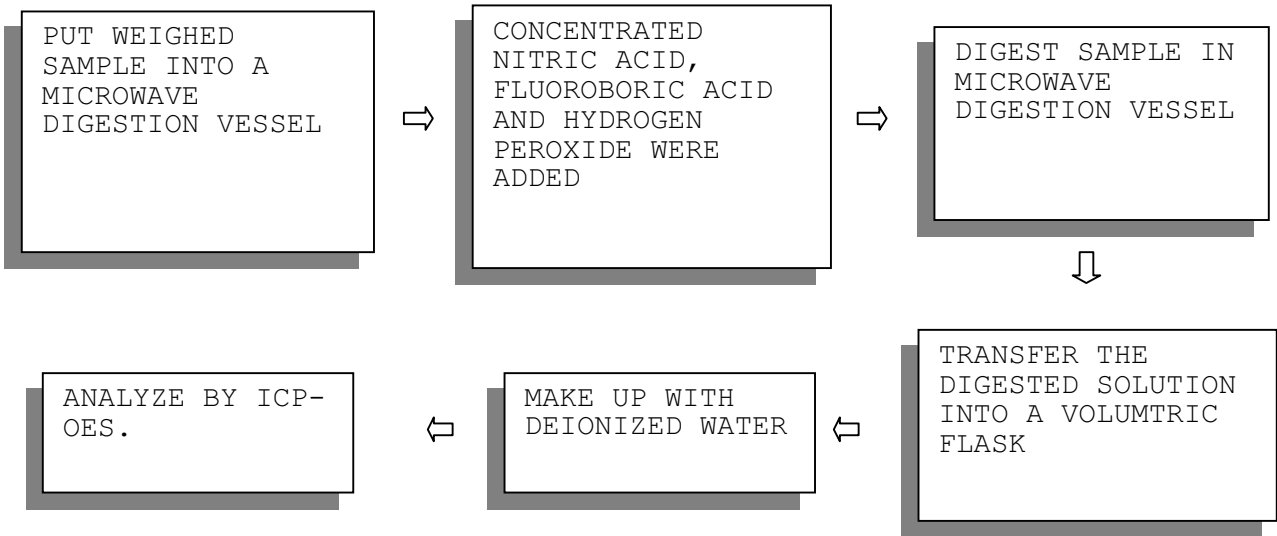 PUT WEIGHED
SAMPLE INTO A
MICROWAVE
DIGESTION VESSEL
CONCENTRATED
NITRIC ACID,
FLUOROBORIC ACID
AND HYDROGEN
PEROXIDE WERE
ADDED
DIGEST SAMPLE IN
MICROWAVE
DIGESTION VESSEL
TRANSFER THE
DIGESTED SOLUTION
INTO A VOLUMTRIC
FLASK
MAKE UP WITH
DEIONIZED WATER
ANALYZE BY ICP-
OES.